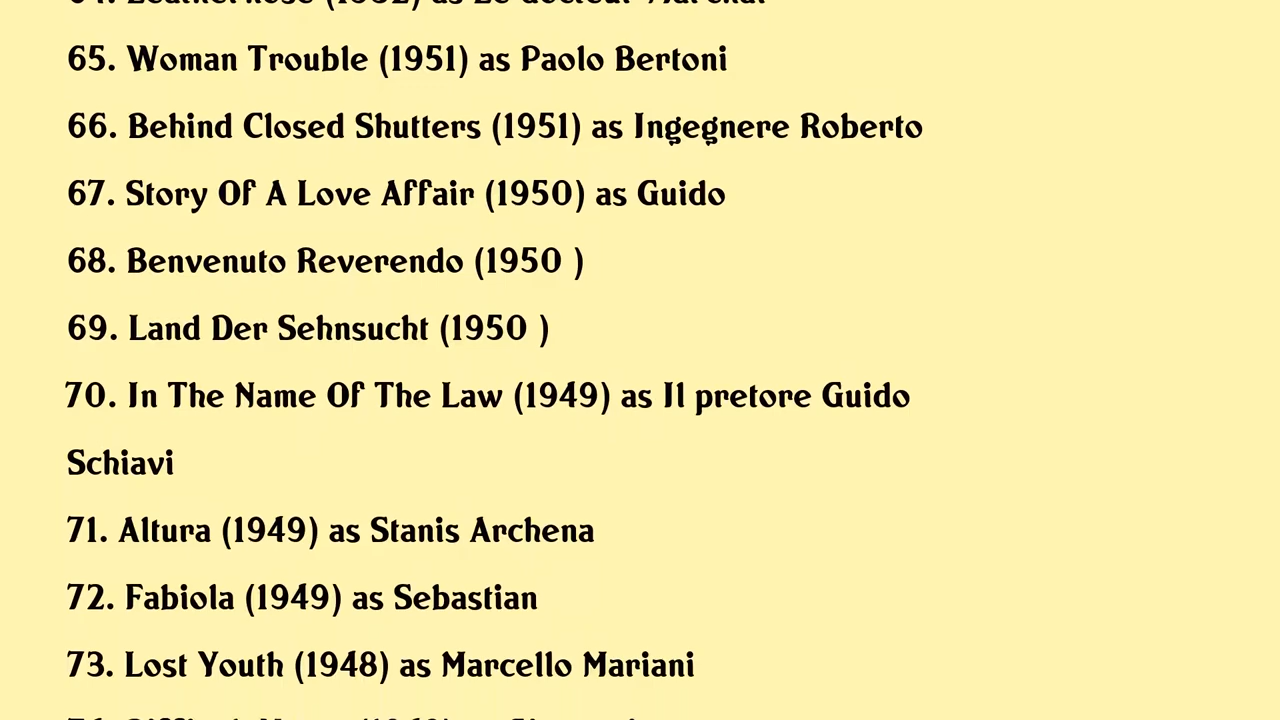 65. Woman Trouble (1951) as Paolo Bertoni
66. Behind Closed Shutters (1951) as Ingegnere Roberto
67. Story Of A Love Affair (1950) as Guido
68. Benvenuto Reverendo (1950 )
69. Land Der Sehnsucht (1950 )
70. In The Name Of The Law (1949) as Il pretore Guido
Schiavi
71. Altura (1949) as Stanis Archena
72. Fabiola (1949) as Sebastian
73. Lost Youth (1948) as Marcello Mariani